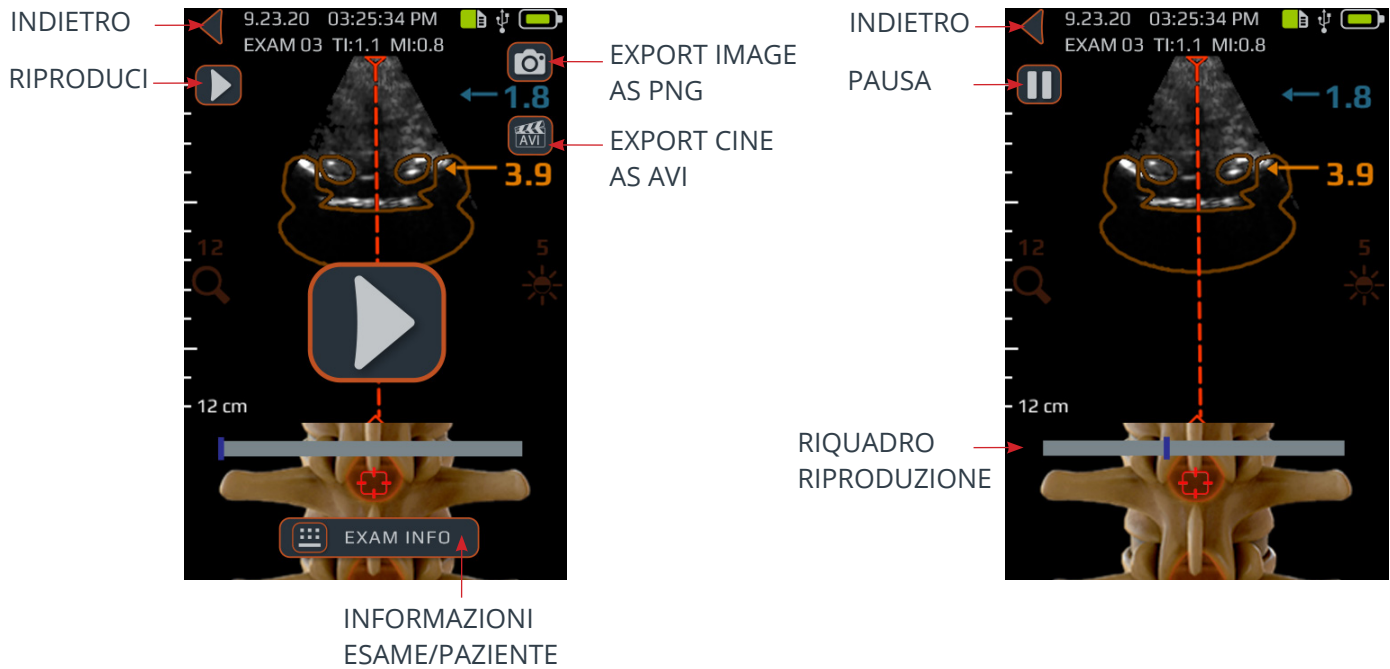 INDIETRO
RIPRODUCI
9.23.20 03:25:34 PM
EXAM 03 TI:1.1 MI:0.8
1.8
AVI
3.9
12
5
12 cm
EXAM INFO
EXPORT IMAGE
AS PNG
EXPORT CINE
AS AVI
INFORMAZIONI
ESAME/PAZIENTE
INDIETRO
PAUSA
9.23.20 03:25:34 PM
EXAM 03 TI:1.1 MI:0.8
1.8
3.9
12
5
12 cm
RIQUADRO
RIPRODUZIONE